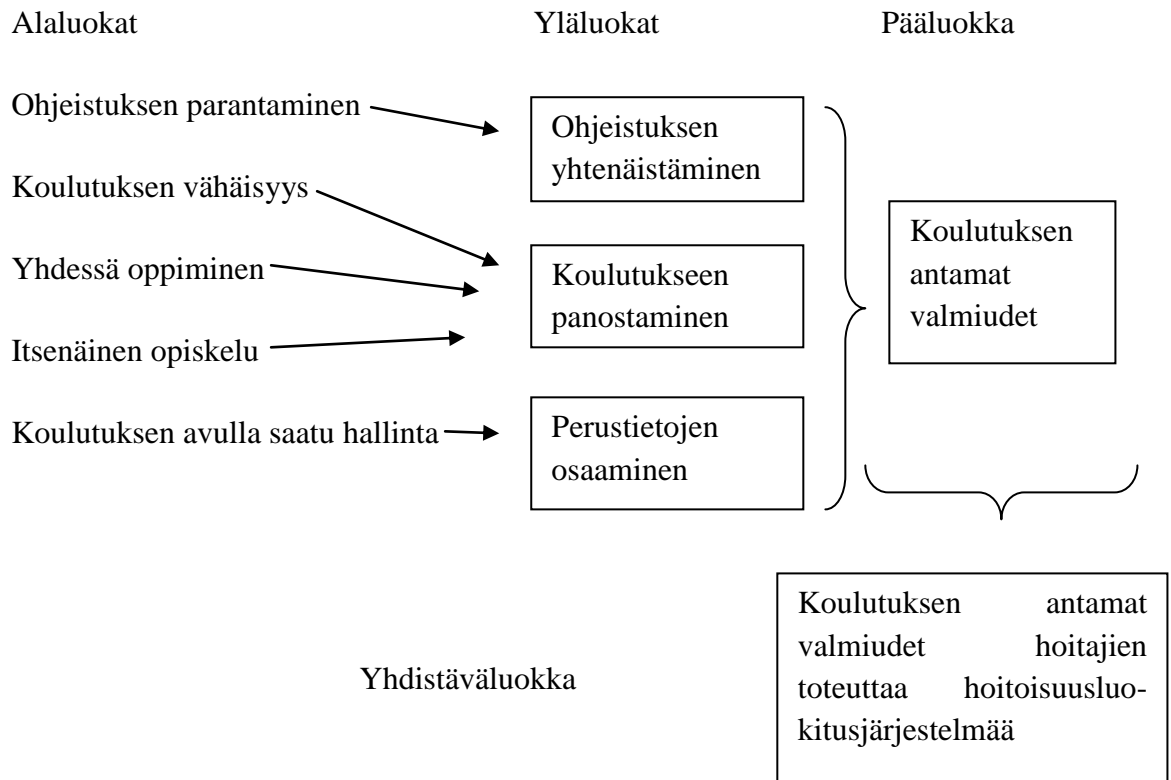 Alaluokat Yläluokat Pääluokka
Ohjeistuksen parantaminen
Ohjeistuksen
yhtenäistäminen
Koulutuksen vähäisyys
Yhdessä oppiminen
Itsenäinen opiskelu
Koulutukseen
panostaminen
Koulutuksen
antamat
valmiudet
Koulutuksen avulla saatu hallinta
Perustietojen
osaaminen
Yhdistäväluokka
Koulutuksen antamat
valmiudet hoitajien
toteuttaa hoitoisuusluo-
kitusjärjestelmää